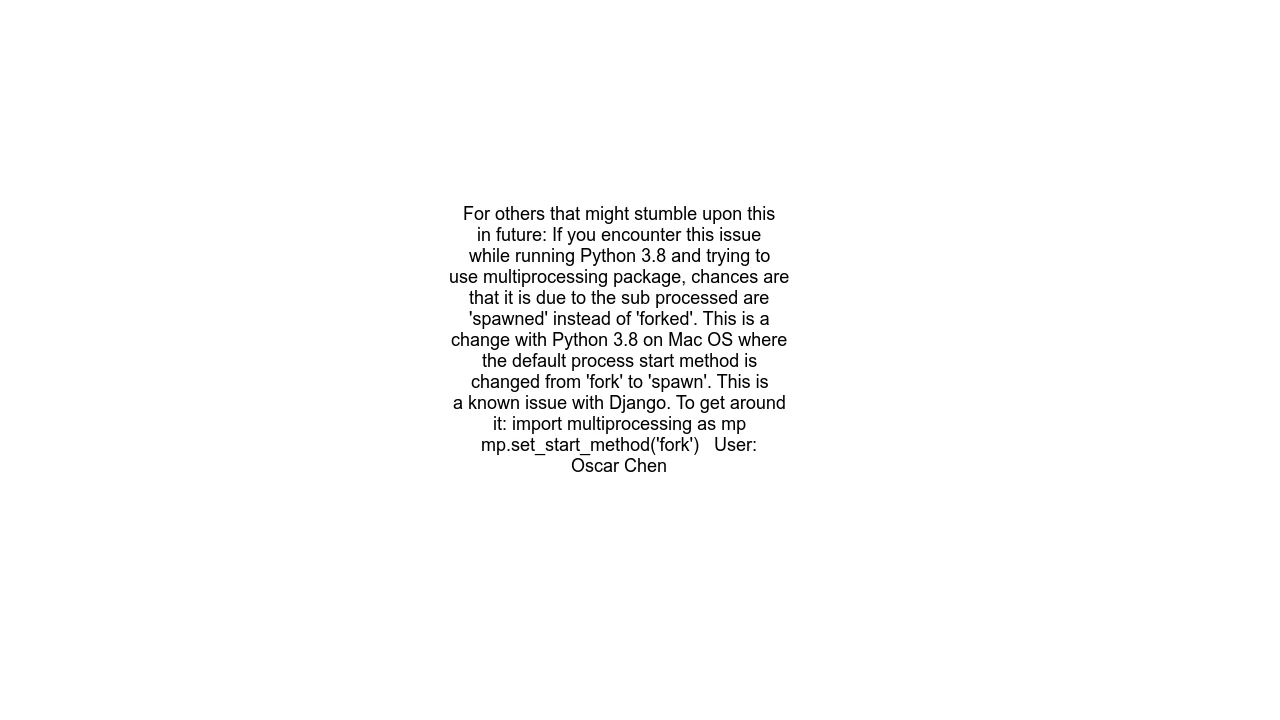 For others that might stumble upon this
in future: If you encounter this issue
while running Python 3.8 and trying to
use multiprocessing package, chances are
that it is due to the sub processed are
'spawned' instead of 'forked'. This is a
change with Python 3.8 on Mac OS where
the default process start method is
changed from 'fork' to 'spawn'. This is
a known issue with Django. To get around
it: import multiprocessing as mp
mp.set_start_method('fork')   User:
Oscar Chen